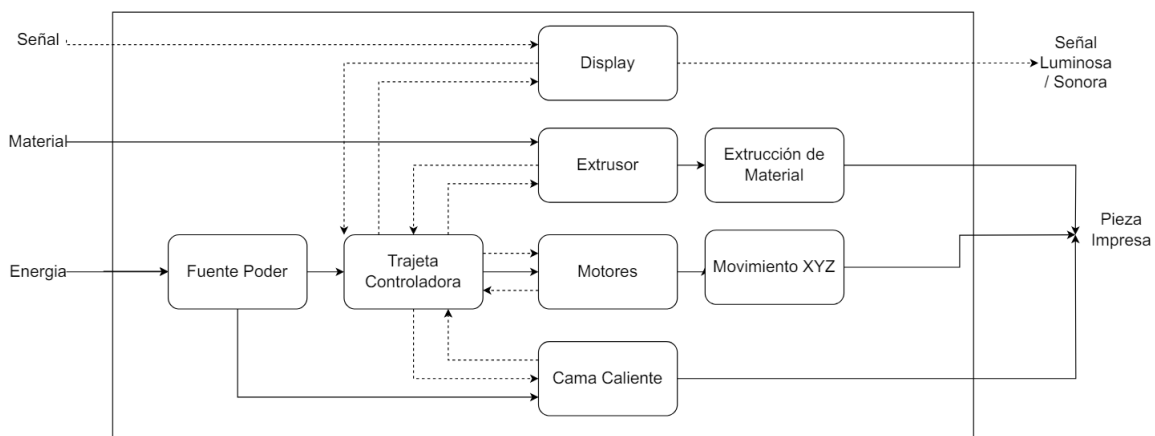 Señal
Display
Señal
Luminosa
/ Sonora
Material
Extrusor
Extrucción de
Material
Pieza
Impresa
Energia
Fuente Poder
Trajeta
Controladora
Motores
Movimiento XYZ
Cama Caliente